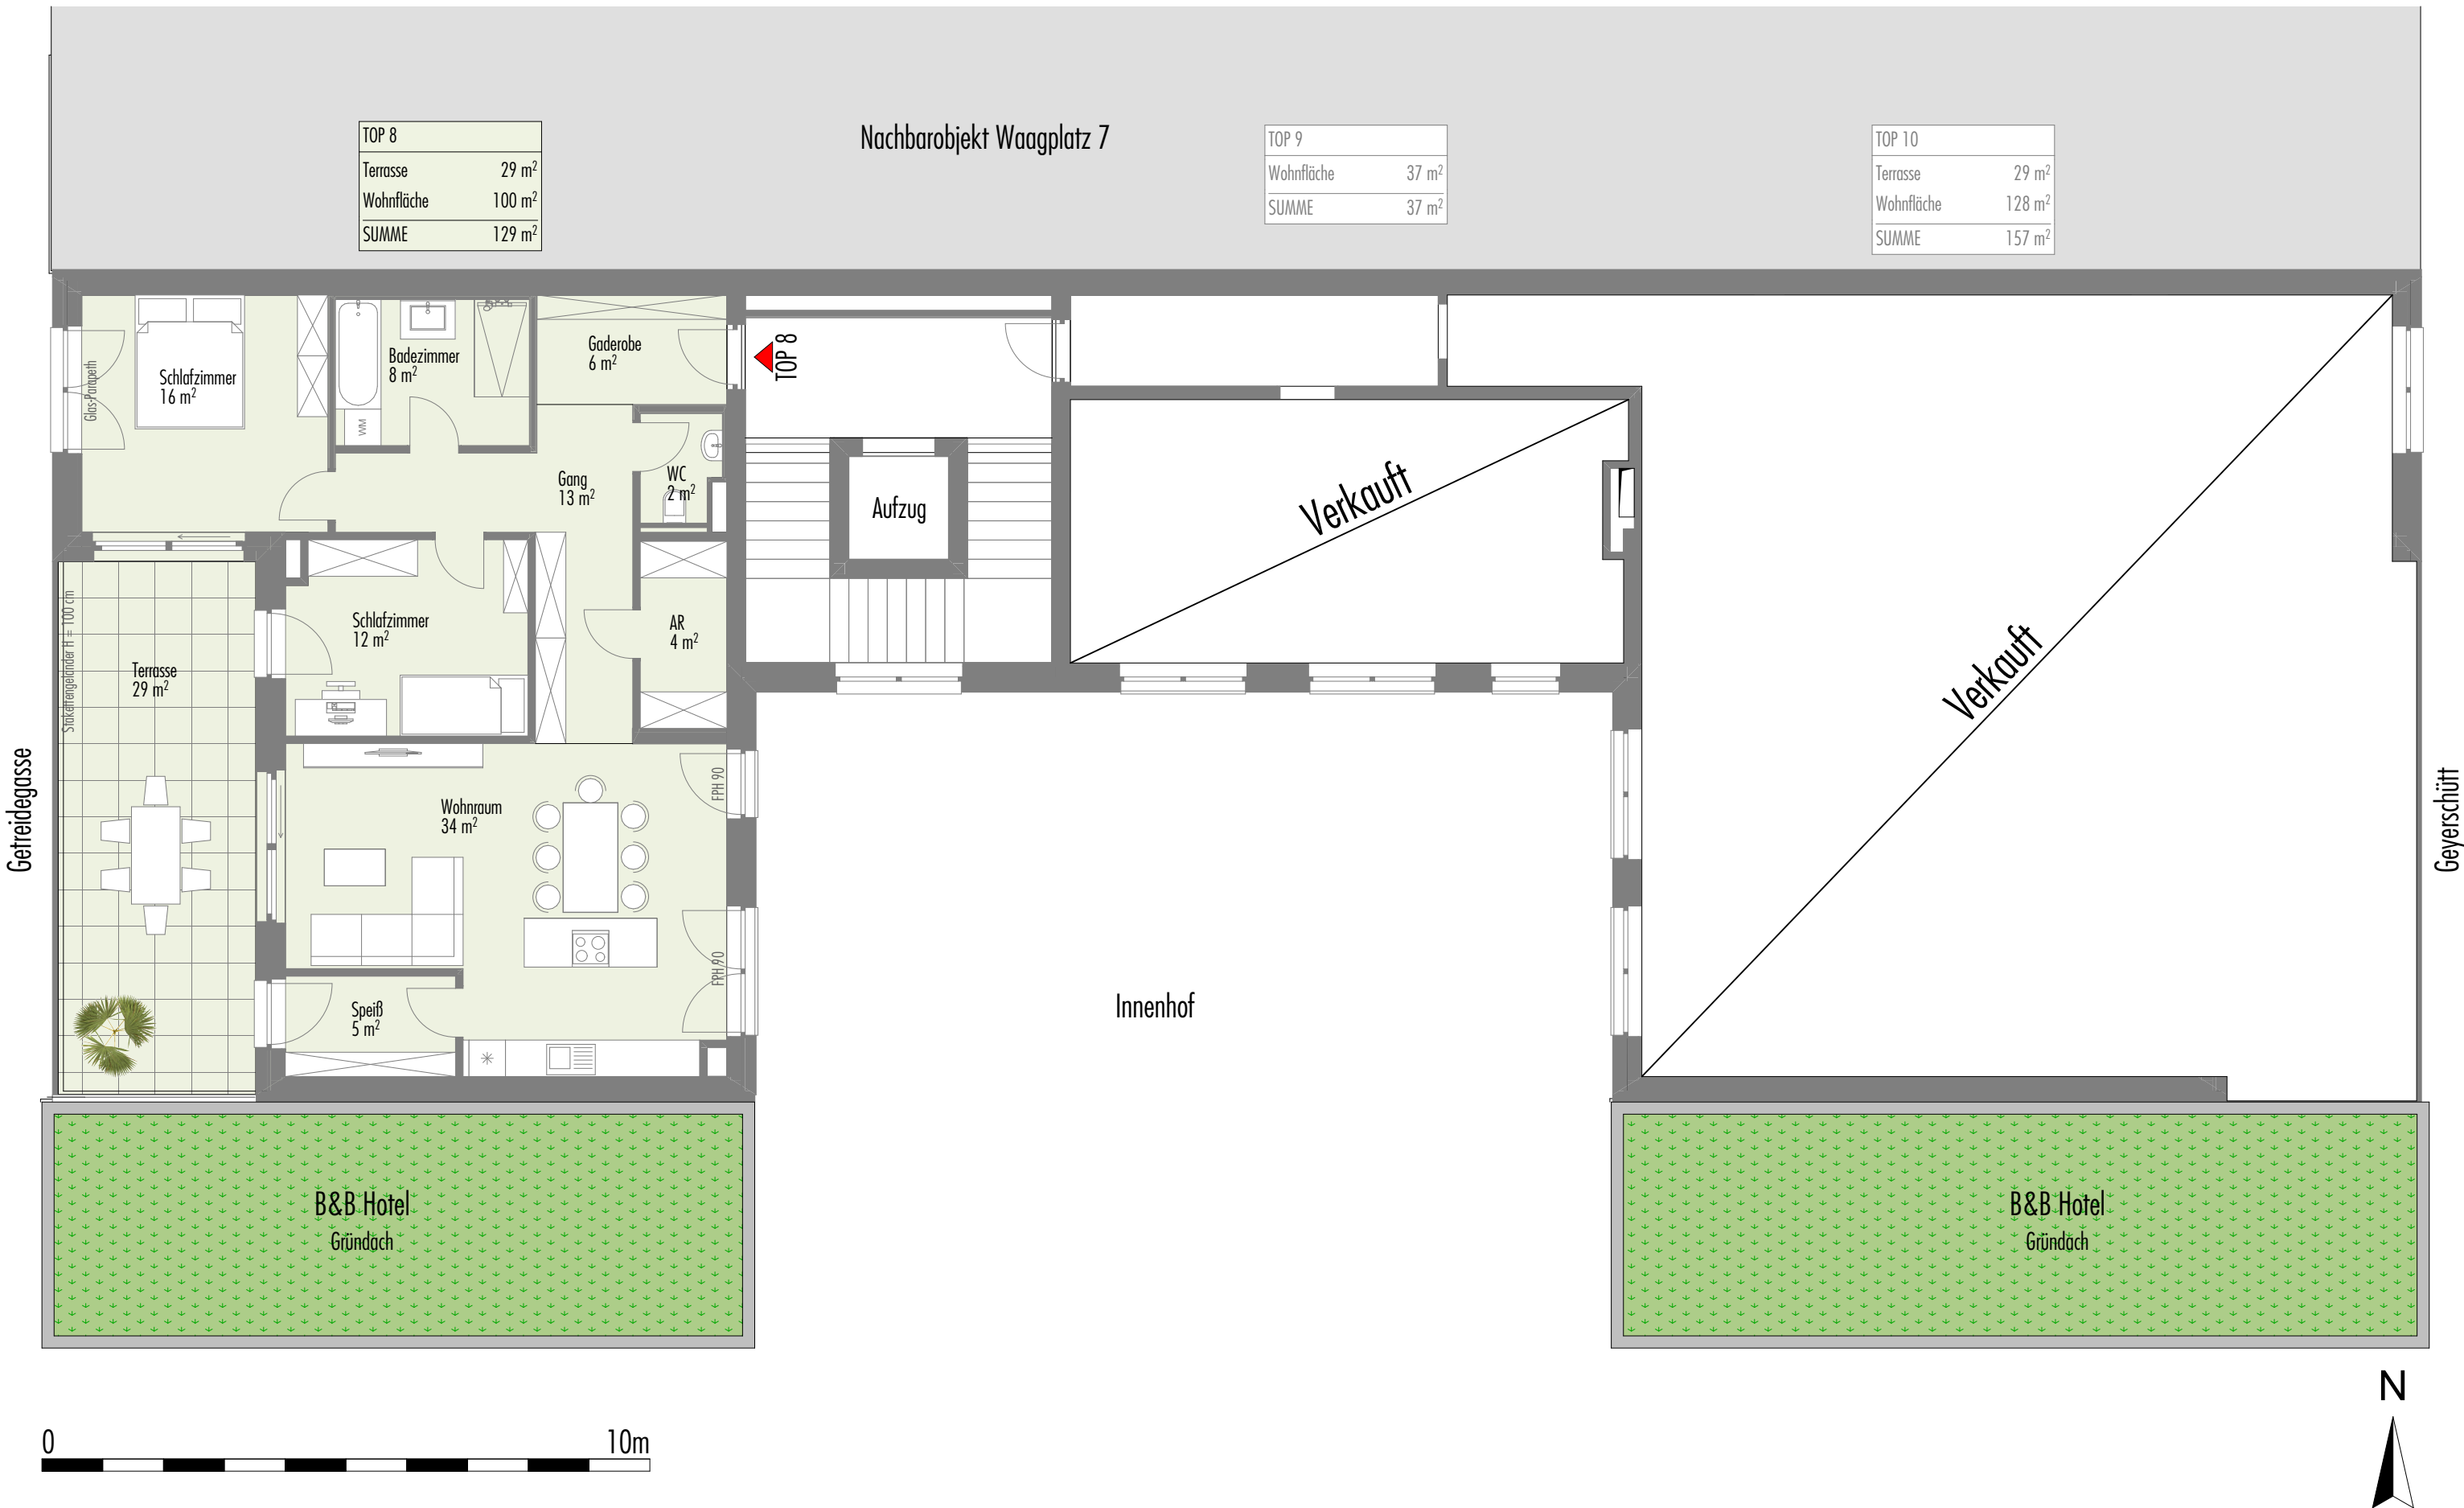 Nachbarobjekt Waagplatz 7
TOP 8
Terrasse 29 m²
Wohnfläche 100 m²
SUMME 129 m²
TOP 9
Wohnfläche 37 m²
SUMME 37 m²
TOP 10
Terrasse 29 m²
Wohnfläche 128 m²
SUMME 157 m²
Glas-Parapeth
Schlafzimmer
16 m²
Badezimmer
8 m²
WM
Gaderobe
6 m²
TOP 8
Gang
13 m²
WC
2 m²
Aufzug
Verkauft
Stakettengeländer H = 100 cm
Terrasse
29 m²
Schlafzimmer
12 m²
AR
4 m²
Verkauft
Getreidegasse
Wohnraum
34 m²
FPH 90
FPH 90
Geyerschütt
Speiß
5 m²
Innenhof
B&B Hotel
Gründach
B&B Hotel
Gründach
0 10m
N